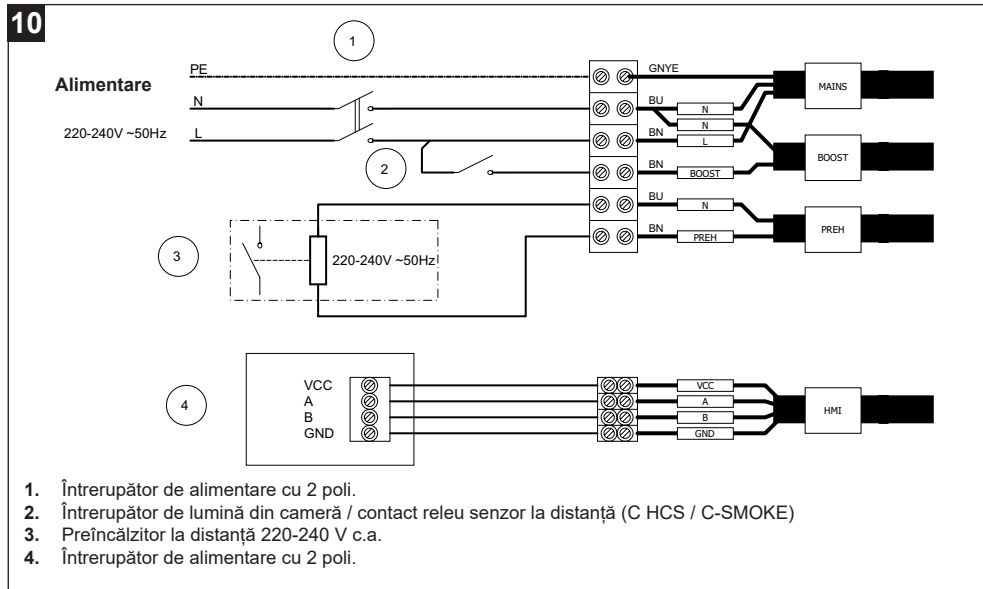 10
1
PE
GNYE
MAINS
Alimentare
N
BU
N
N
220-240V ~50Hz
L
BN
L
2
BN
BOOST
BOOST
BU
N
PREH
3
220-240V ~50Hz
BN
PREH
4
VCC
VCC
A
A
HMI
B
B
GND
GND
1. Întrerupător de alimentare cu 2 poli.
2. Întrerupător de lumină din cameră / contact releu senzor la distanță (C HCS / C-SMOKE)
3. Preîncălzitor la distanță 220-240 V c.a.
4. Întrerupător de alimentare cu 2 poli.